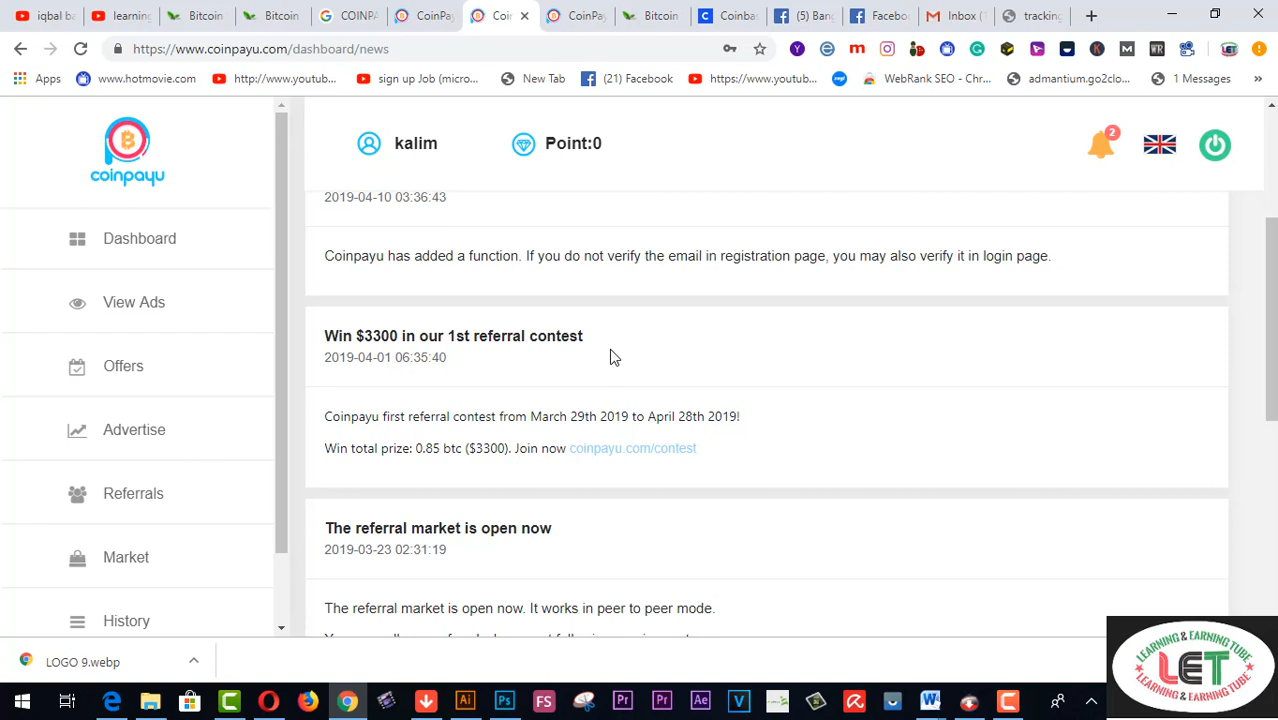 iqbal ba
learning
Bitcoin
Bitcoin
COINPA
CoinPay
Coin
CoinPay
Bitcoin
Coinbas
(5) Bang
Facebo
Inbox (1
tracking
https://www.coinpayu.com/dashboard/news
Apps
www.hotmovie.com
http://www.youtub...
sign up Job (micro...
New Tab
(21) Facebook
https://www.youtub...
WebRank SEO - Chr...
admantium.go2clo...
1 Messages
»
coinpayu
kalim
Point:0
2
2019-04-10 03:36:43
Coinpayu has added a function. If you do not verify the email in registration page, you may also verify it in login page.
Dashboard
View Ads
Offers
Advertise
Referrals
Market
History
Win $3300 in our 1st referral contest
2019-04-01 06:35:40
Coinpayu first referral contest from March 29th 2019 to April 28th 2019!
Win total prize: 0.85 btc ($3300). Join now coinpayu.com/contest
The referral market is open now
2019-03-23 02:31:19
The referral market is open now. It works in peer to peer mode.
LOGO 9.webp
LEARNING & EARNING TUBE
LET
LEARNING & EARNING TUBE